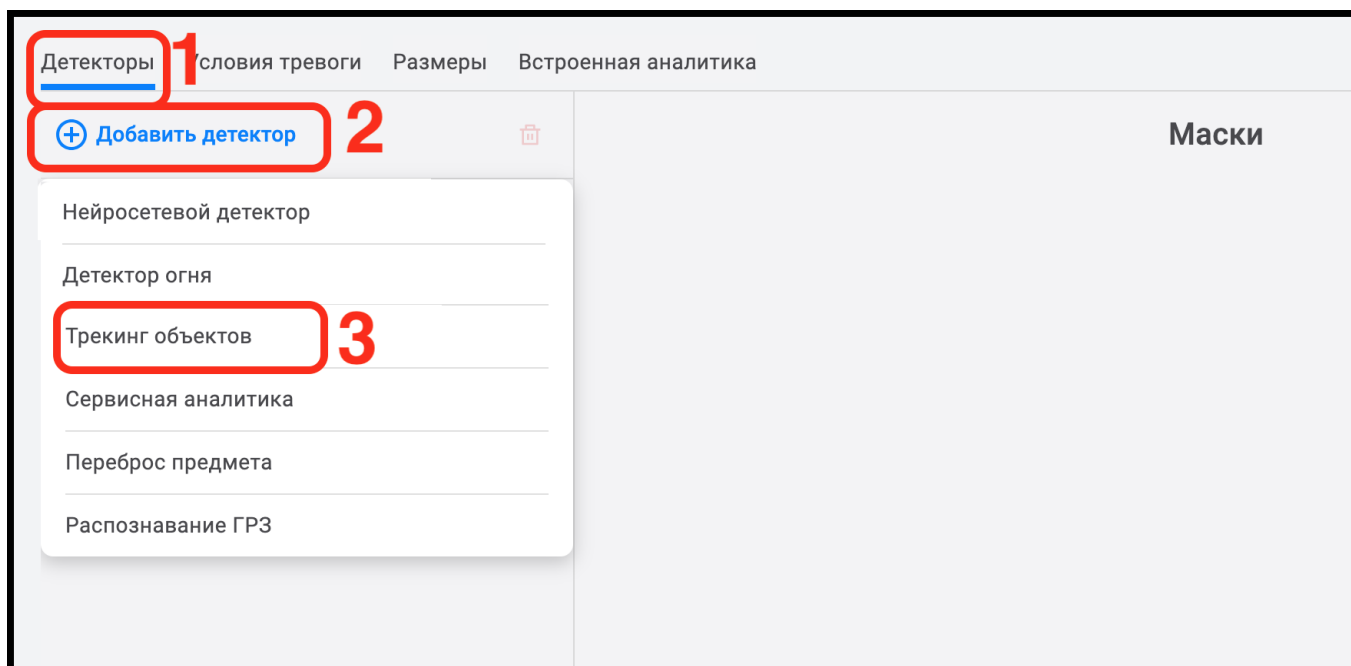 Детекторы 1 Условия тревоги Размеры Встроенная аналитика
Добавить детектор 2 Маски
Нейросетевой детектор
Детектор огня
Трекинг объектов 3
Сервисная аналитика
Переброс предмета
Распознавание ГРЗ